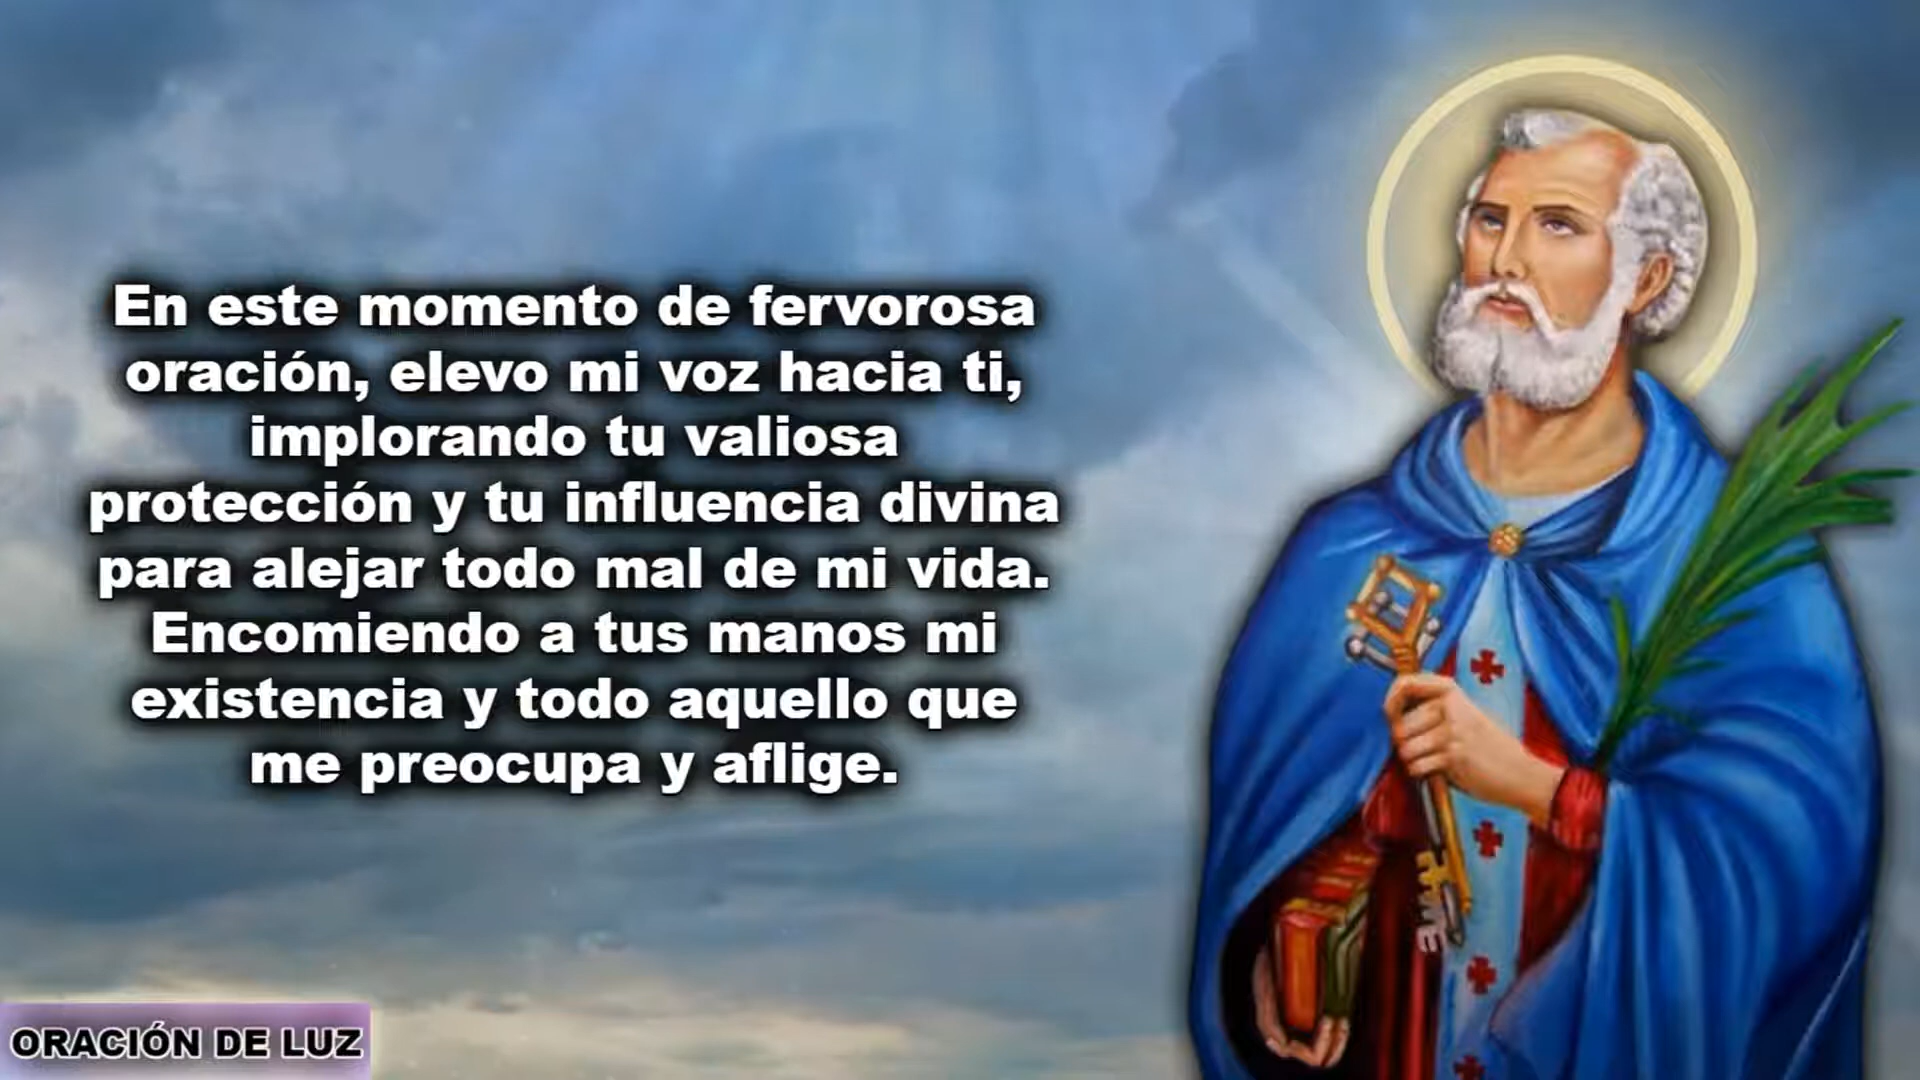 En este momento de fervorosa
oración, elevo mi voz hacia ti,
implorando tu valiosa
protección y tu influencia divina
para alejar todo mal de mi vida.
Encomiendo a tus manos mi
existencia y todo aquello que
me preocupa y aflige.
ORACIÓN DE LUZ